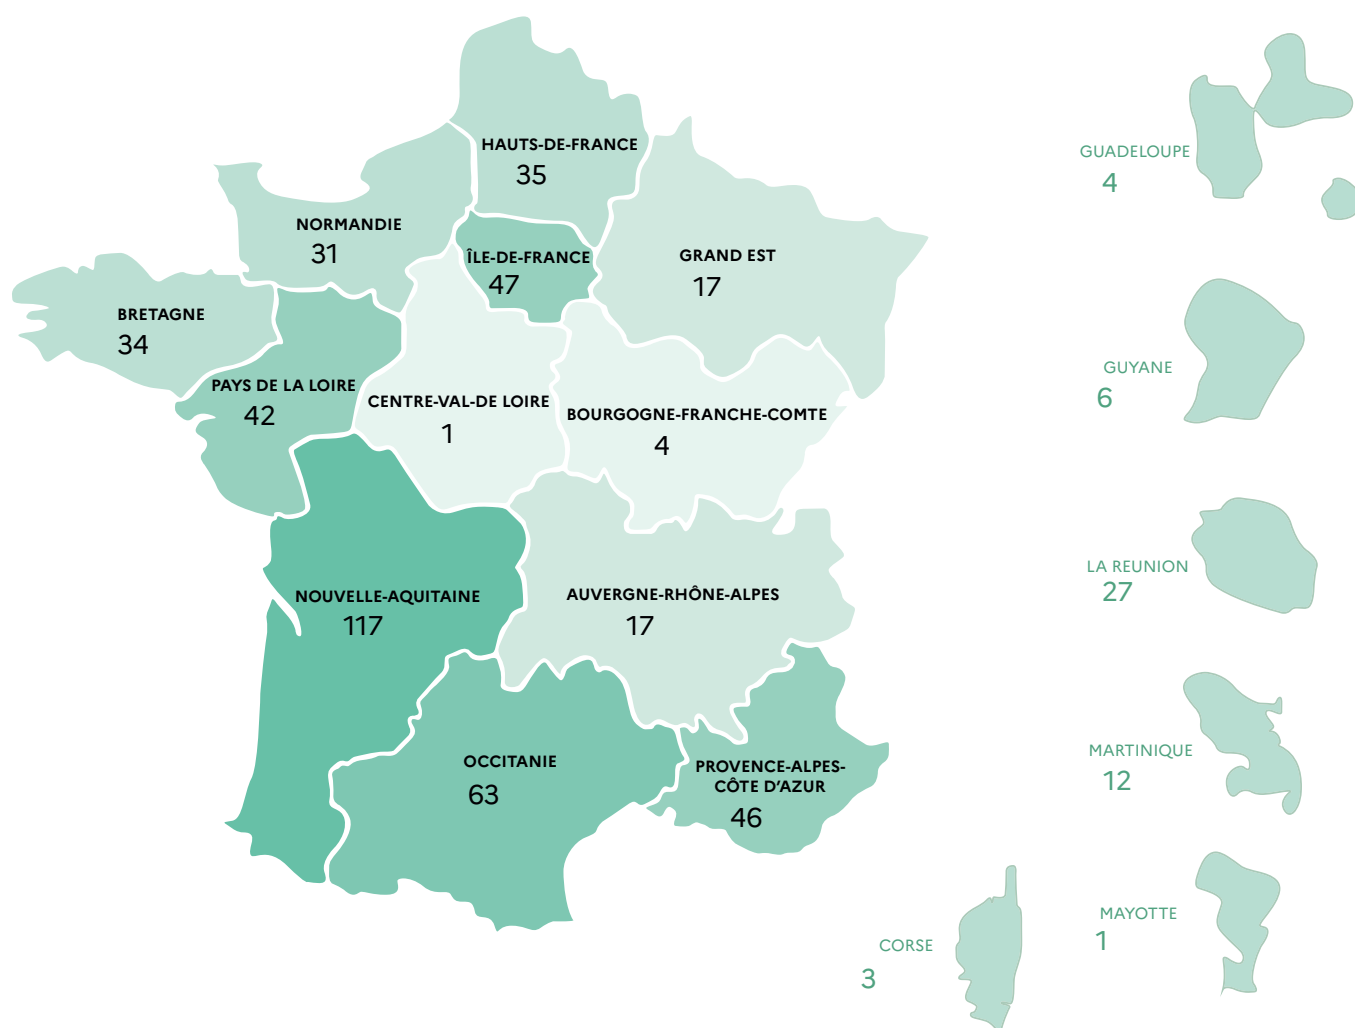 HAUTS-DE-FRANCE
35
NORMANDIE
31
ÎLE-DE-FRANCE
47
GRAND EST
17
BRETAGNE
34
PAYS DE LA LOIRE
42
CENTRE-VAL-DE LOIRE
1
BOURGOGNE-FRANCHE-COMTE
4
NOUVELLE-AQUITAINE
117
AUVERGNE-RHÔNE-ALPES
17
OCCITANIE
63
PROVENCE-ALPES-
CÔTE D'AZUR
46
CORSE
3
GUADELOUPE
4
GUYANE
6
LA REUNION
27
MARTINIQUE
12
MAYOTTE
1